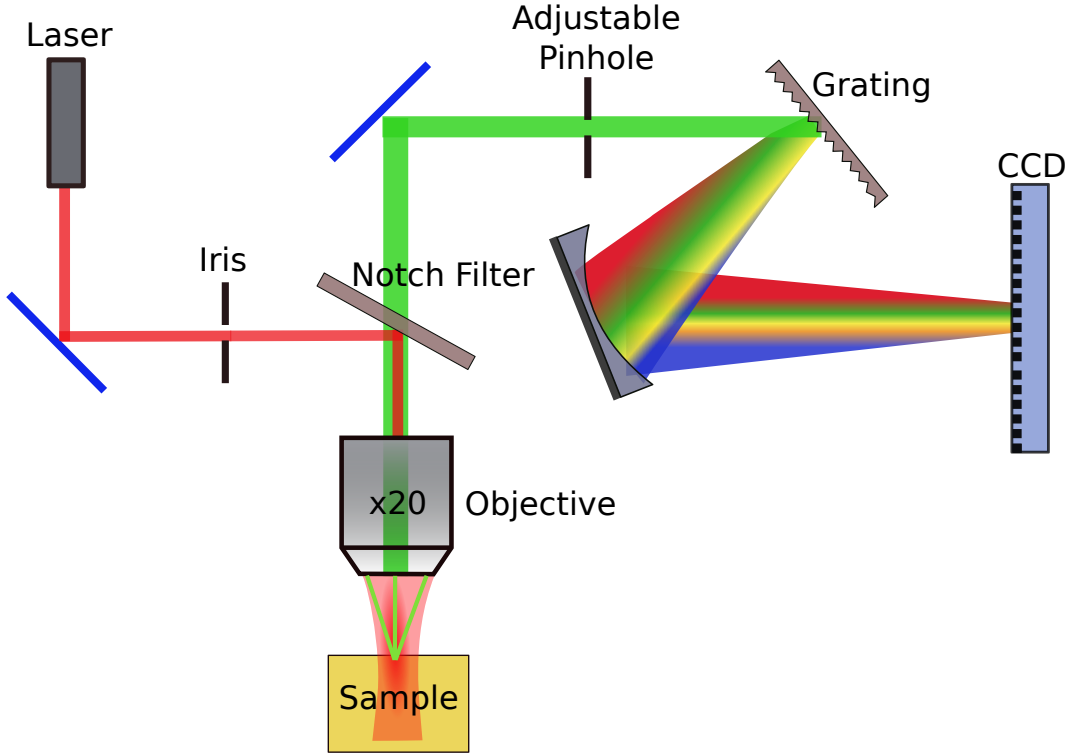 Laser
Adjustable
Pinhole
Grating
CCD
Iris
Notch Filter
x20
Objective
Sample